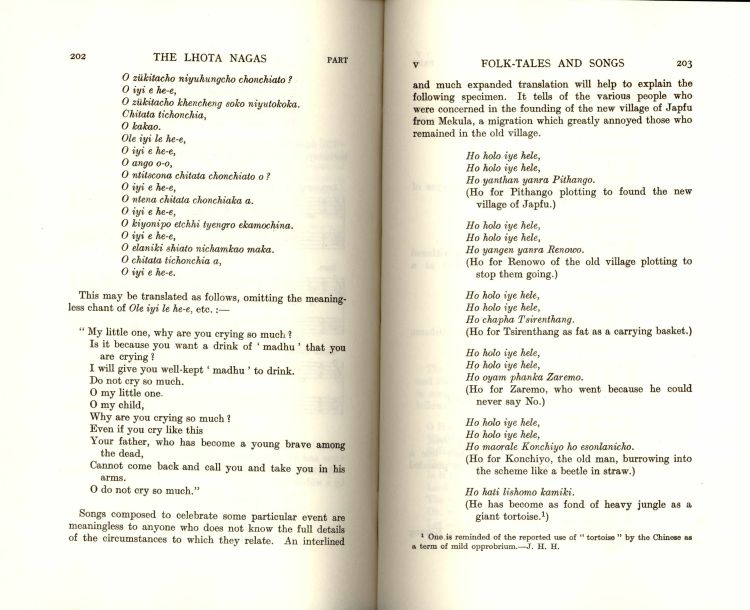 202 THE LHOTA NAGAS PART
O zükitacho niyuhungcho chonchiato ?
O iyi e he-e,
O zükitacho khencheng soko niyutokoka.
Chitata tichonchia,
O kakao.
Ole iyi le he-e,
O iyi e he-e,
O ango o-o,
O ntitscona chitata chonchiato o ?
O iyi e he-e,
O ntena chitata chonchiaka a.
O iyi e he-e,
O kiyonipo etchhi tyengro ekamochina.
O iyi e he-e,
O elaniki shiato nichamkao maka.
O chitata tichonchia a,
O iyi e he-e.
This may be translated as follows, omitting the meaning-
less chant of Ole iyi le he-e, etc. :—
" My little one, why are you crying so much ?
Is it because you want a drink of ' madhu ' that you
are crying ?
I will give you well-kept ' madhu ' to drink.
Do not cry so much.
O my little one.
O my child,
Why are you crying so much ?
Even if you cry like this
Your father, who has become a young brave among
the dead,
Cannot come back and call you and take you in his
arms.
O do not cry so much."
Songs composed to celebrate some particular event are
meaningless to anyone who does not know the full details
of the circumstances to which they relate. An interlined
V FOLK-TALES AND SONGS 203
and much expanded translation will help to explain the
following specimen. It tells of the various people who
were concerned in the founding of the new village of Japfu
from Mekula, a migration which greatly annoyed those who
remained in the old village.
Ho holo iye hele,
Ho holo iye hele,
Ho yanthan yanra Pithango.
(Ho for Pithango plotting to found the new
village of Japfu.)
Ho holo iye hele,
Ho holo iye hele,
Ho yangen yanra Renowo.
(Ho for Renowo of the old village plotting to
stop them going.)
Ho holo iye hele,
Ho holo iye hele,
Ho chapha Tsirenthang.
(Ho for Tsirenthang as fat as a carrying basket.)
Ho holo iye hele,
Ho holo iye hele,
Ho oyam phanka Zaremo.
(Ho for Zaremo, who went because he could
never say No.)
Ho holo iye hele,
Ho holo iye hele,
Ho maorale Konchiyo ho esonlanicho.
(Ho for Konchiyo, the old man, burrowing into
the scheme like a beetle in straw.)
Ho hati lishomo kamiki.
(He has become as fond of heavy jungle as a
giant tortoise.¹)
¹ One is reminded of the reported use of " tortoise " by the Chinese as
a term of mild opprobrium.—J. H. H.